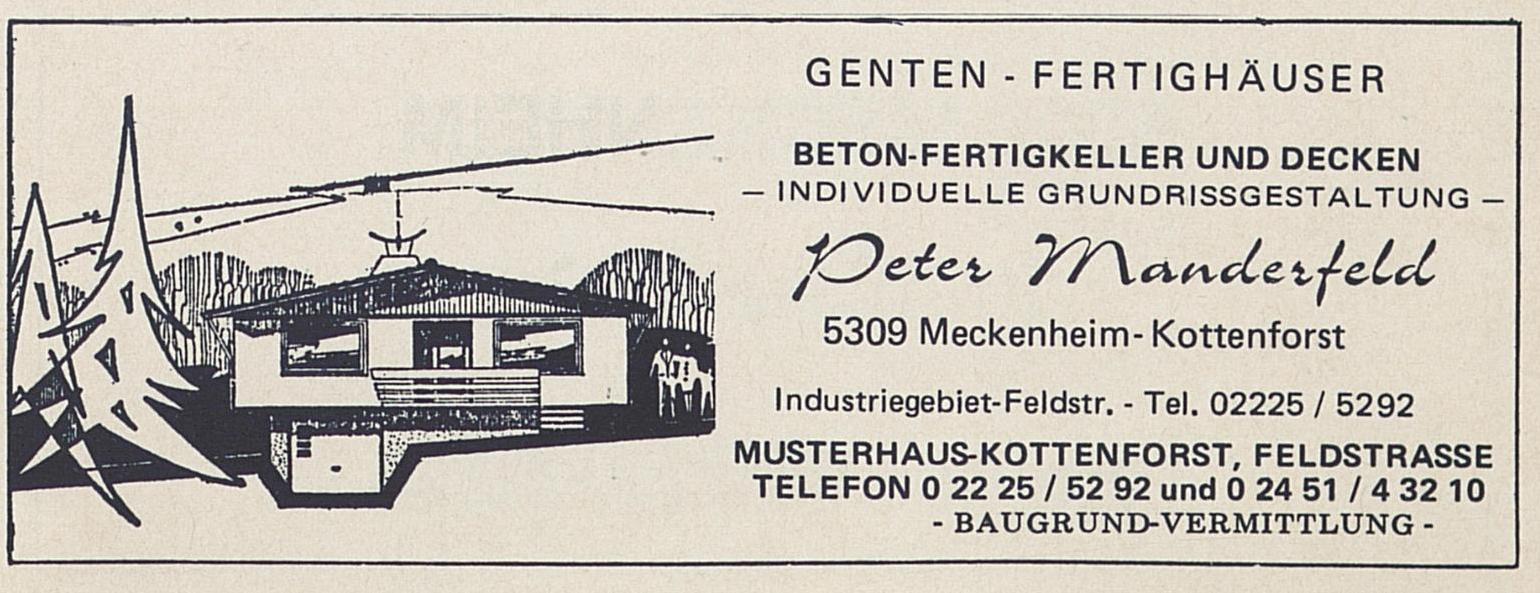 GENTEN - FERTIGHÄUSER
BETON-FERTIGKELLER UND DECKEN
— INDIVIDUELLE GRUNDRISSGESTALTUNG —
Peter Manderfeld
5309 Meckenheim-Kottenforst
Industriegebiet-Feldstr. - Tel. 02225 / 5292
MUSTERHAUS-KOTTENFORST, FELDSTRASSE
TELEFON 0 22 25 / 52 92 und 0 24 51 / 4 32 10
- BAUGRUND-VERMITTLUNG -